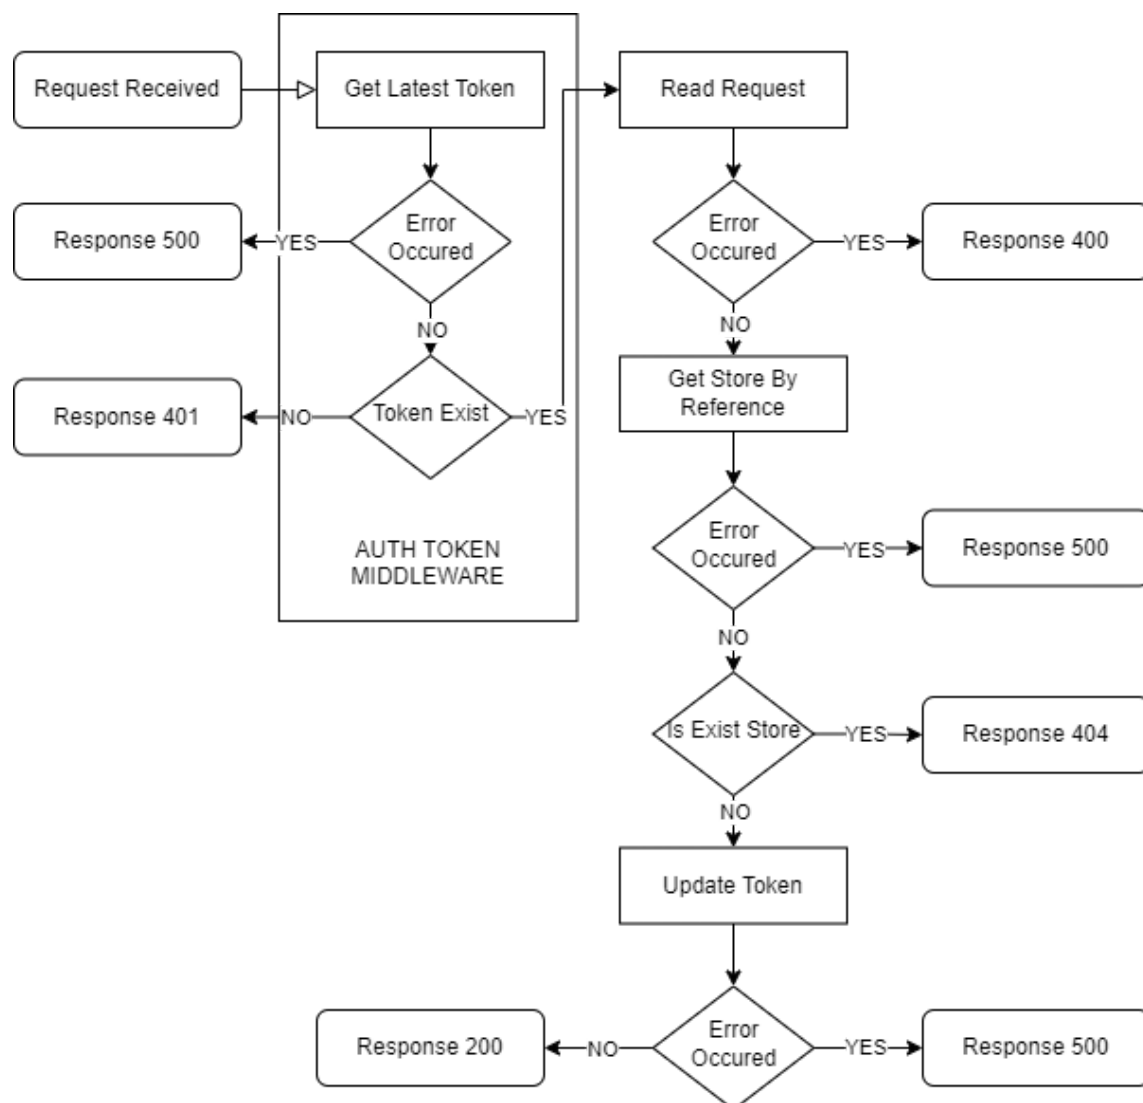 Request Received
Get Latest Token
Read Request
Response 500
YES
Error
Occured
Error
Occured
YES
Response 400
NO
NO
Response 401
NO
Token Exist
YES
Get Store By
Reference
AUTH TOKEN
MIDDLEWARE
Error
Occured
YES
Response 500
NO
Is Exist Store
YES
Response 404
NO
Update Token
Response 200
NO
Error
Occured
YES
Response 500